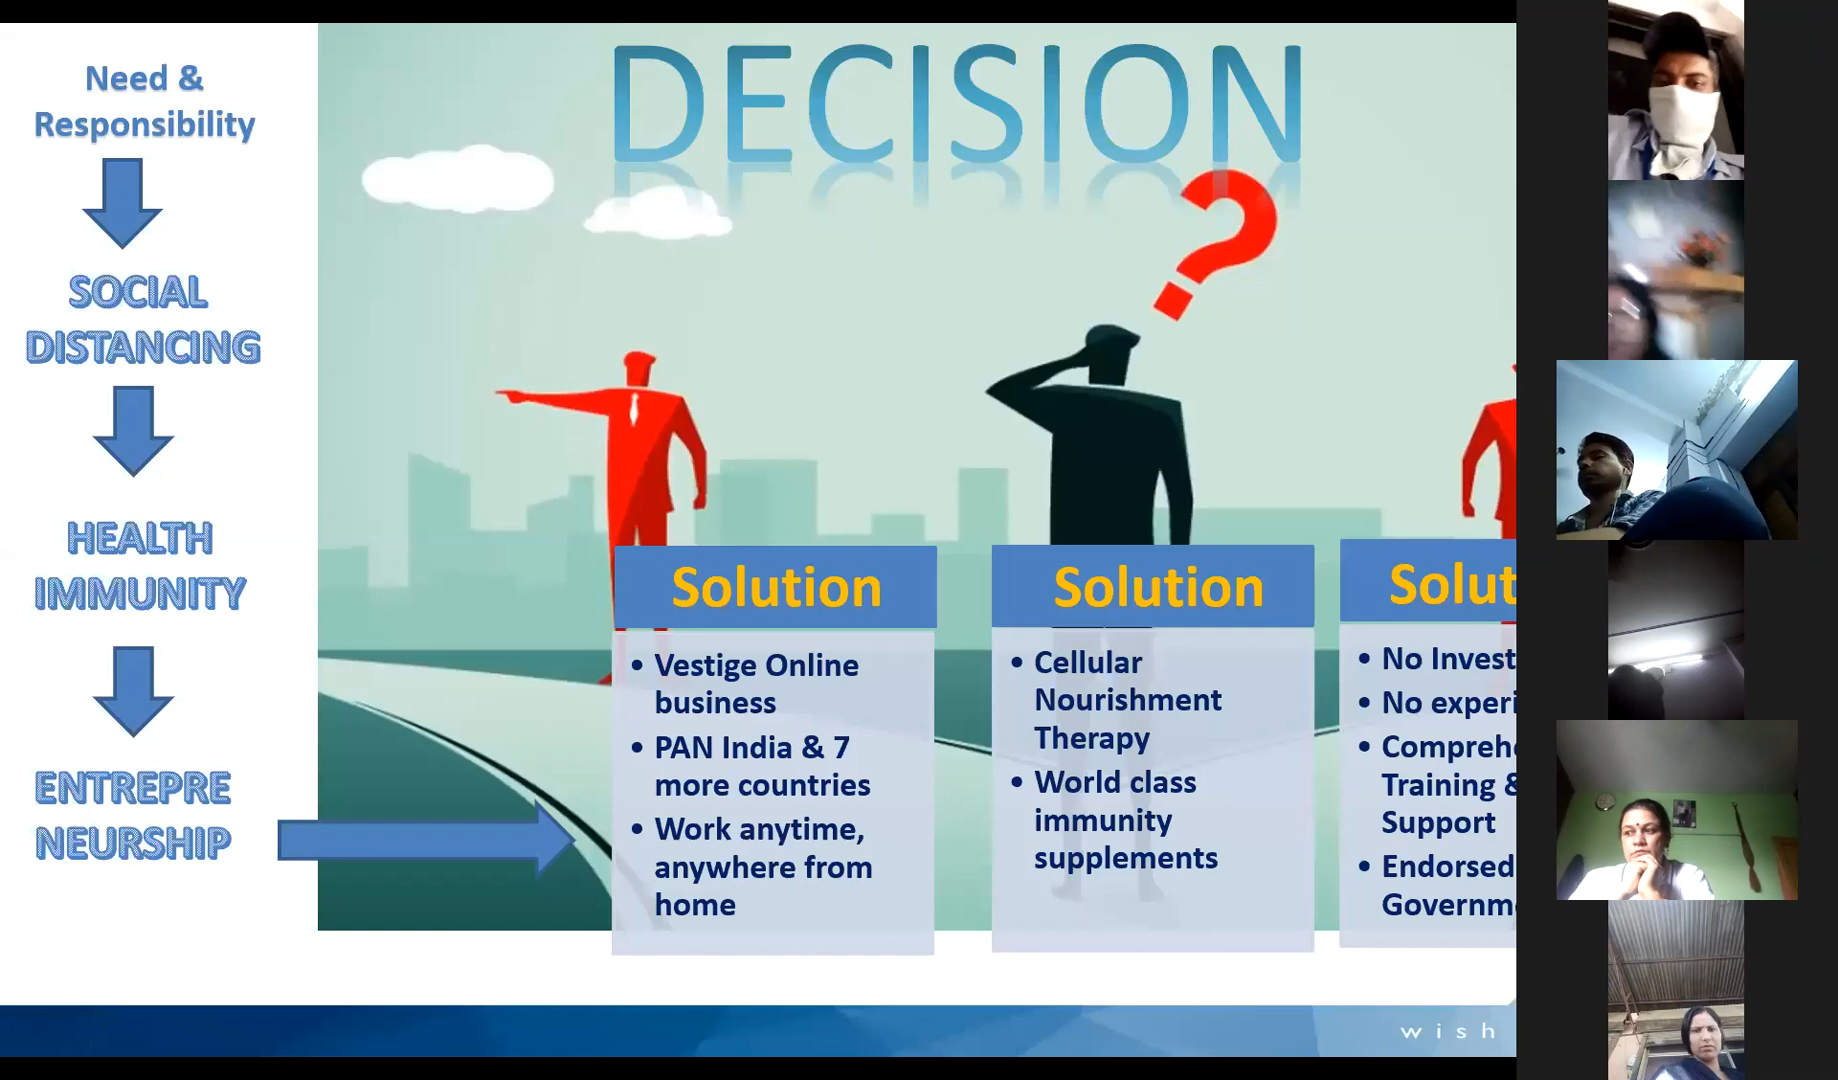 DECISION
Need &
Responsibility
SOCIAL
DISTANCING
HEALTH
IMMUNITY
ENTREPRE
NEURSHIP
Solution
• Vestige Online
business
• PAN India & 7
more countries
• Work anytime,
anywhere from
home
Solution
• Cellular
Nourishment
Therapy
• World class
immunity
supplements
Solut
• No Invest
• No experi
• Compreh
Training &
Support
• Endorsed
Governm
wish